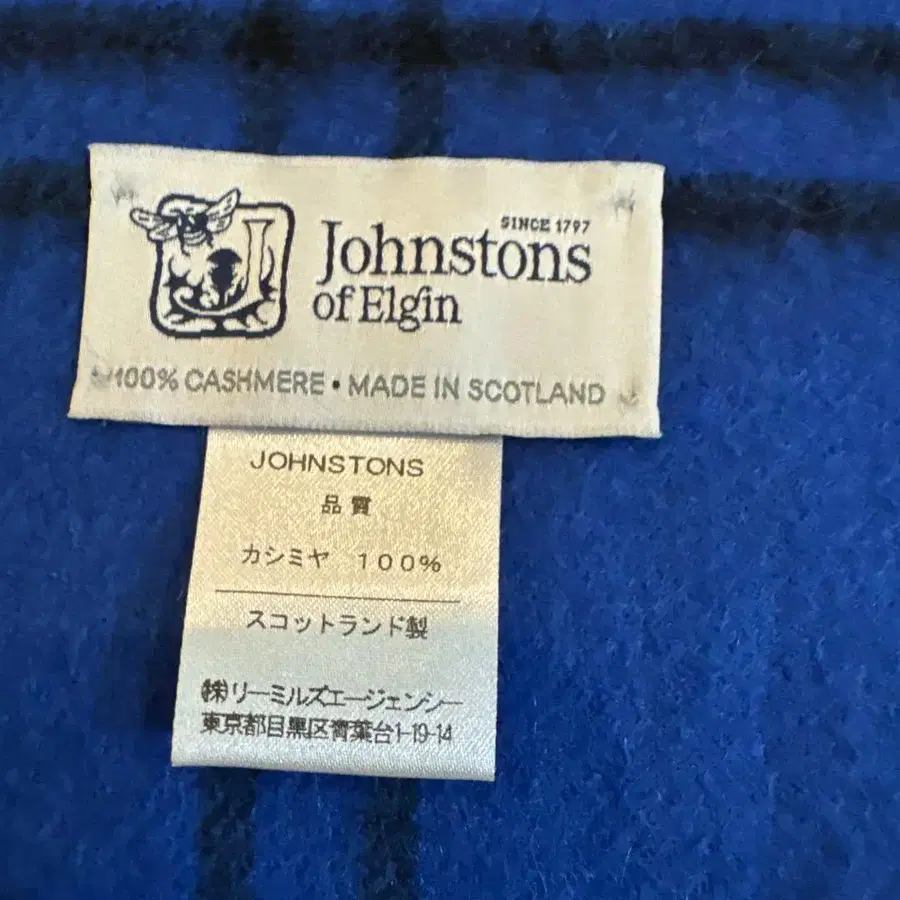 SINCE 1797
Johnstons
of Elgin
100% CASHMERE • MADE IN SCOTLAND
JOHNSTONS
品質
カシミヤ 100%
スコットランド製
㈱リーミルズエージェンシー
東京都目黒区青葉台1-19-14